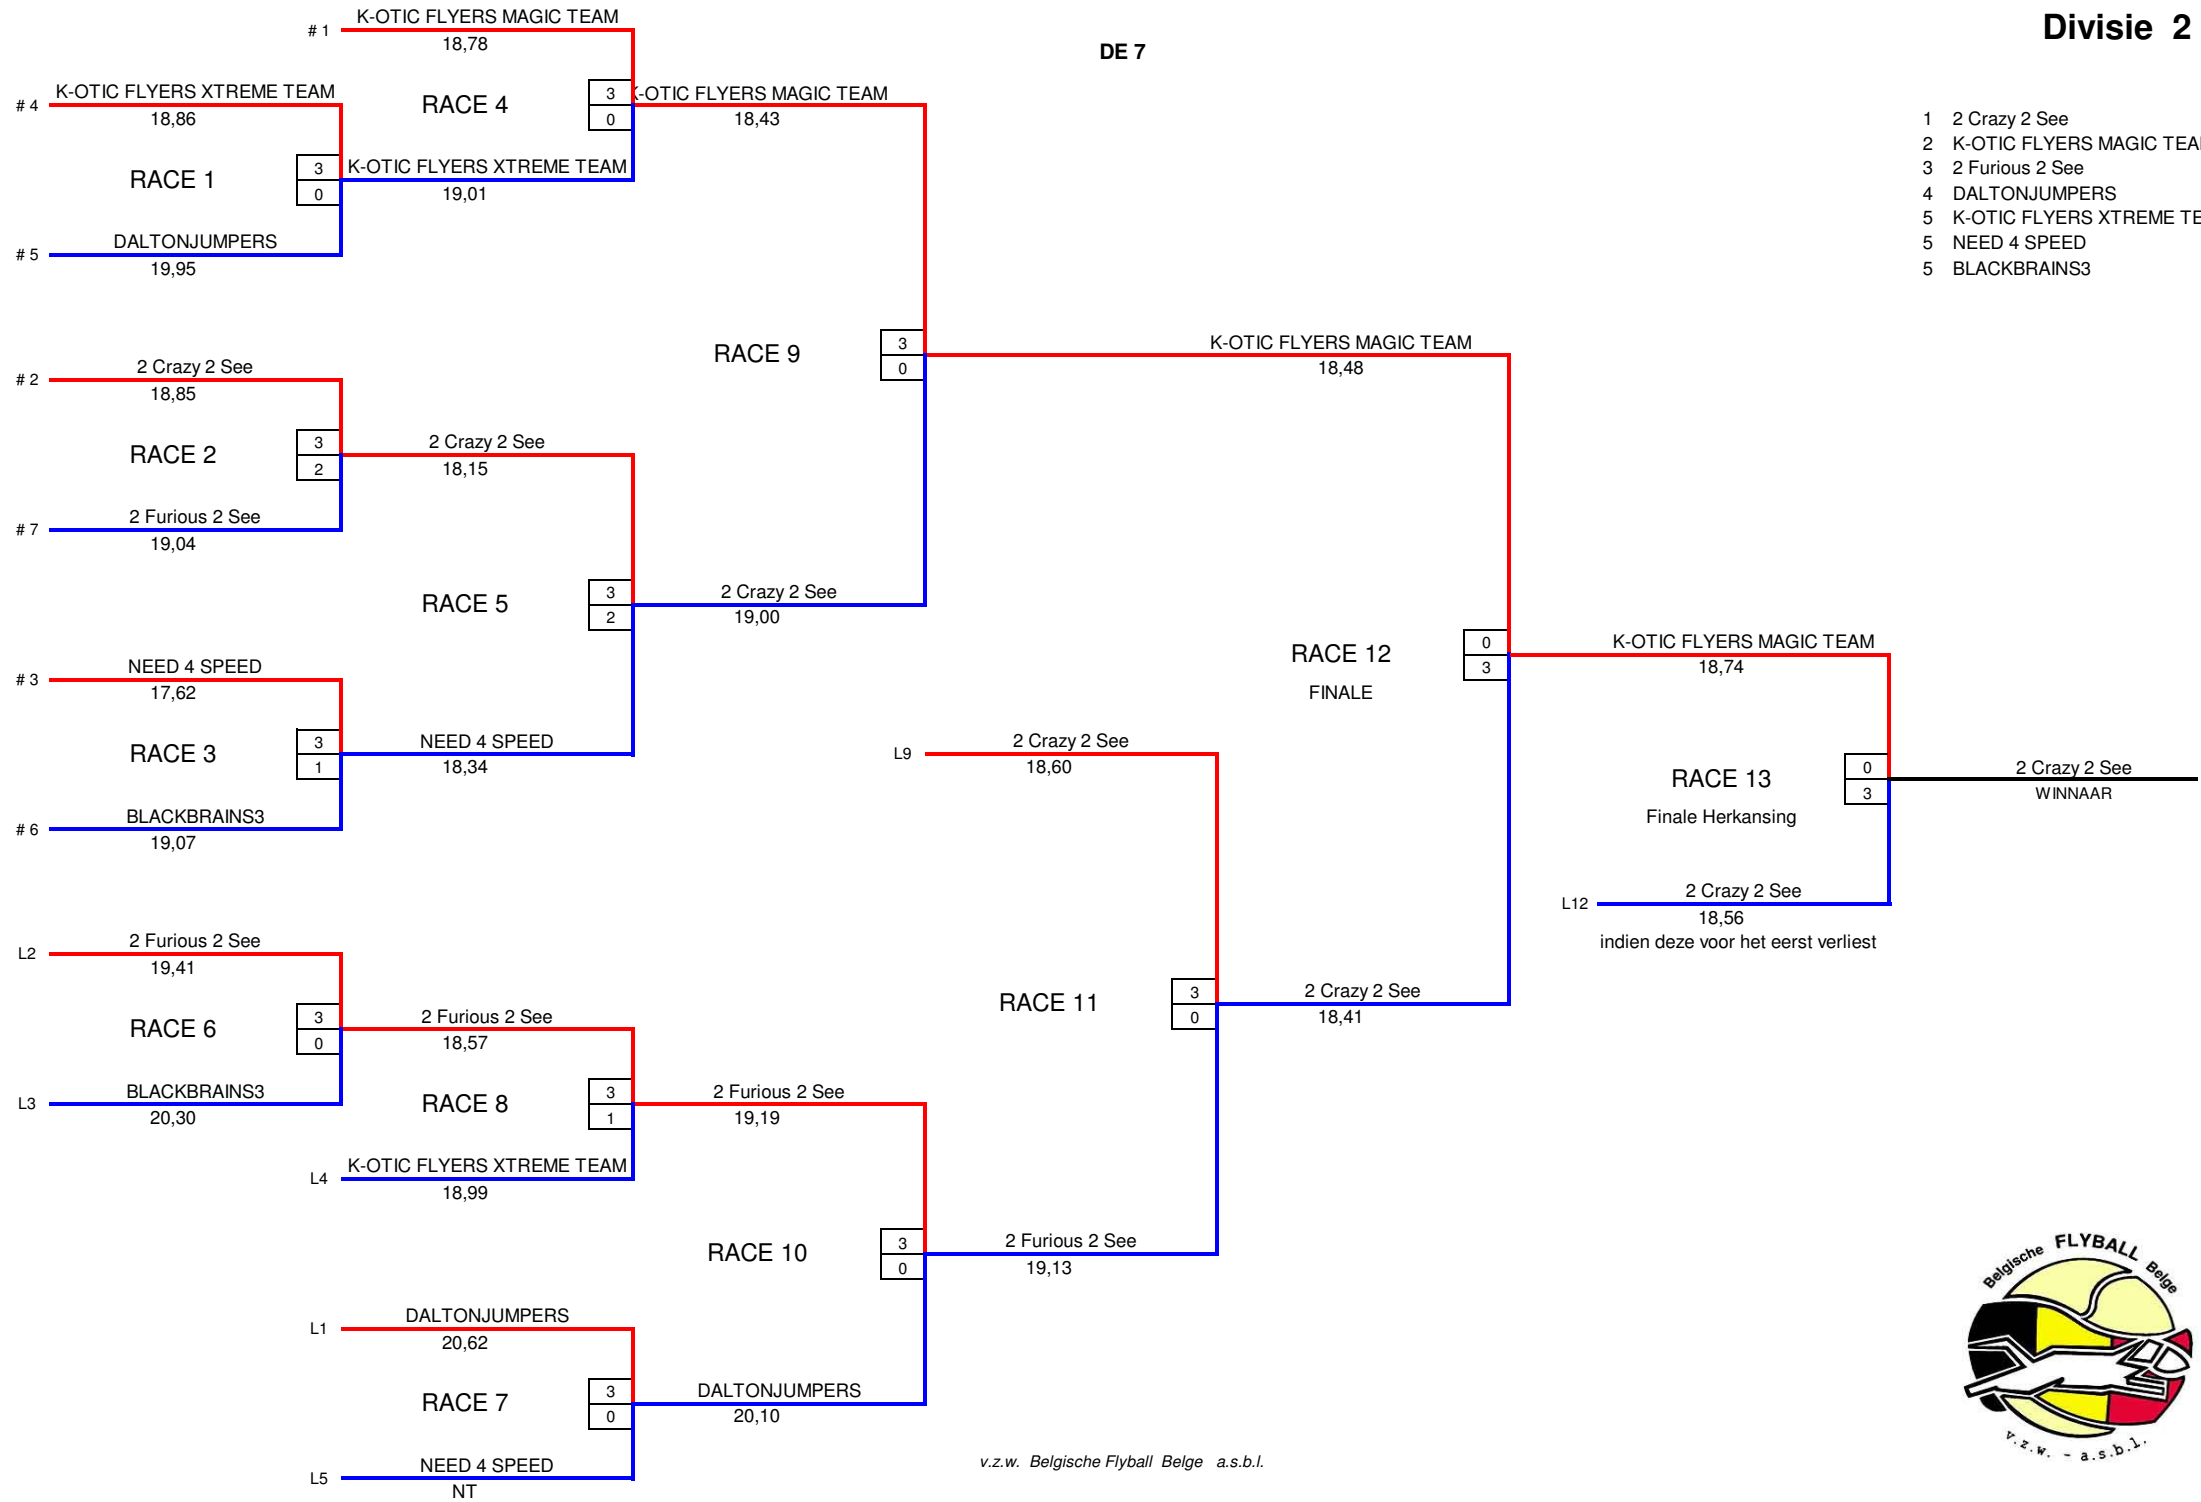 Divisie 2
DE 7
1 2 Crazy 2 See
2 K-OTIC FLYERS MAGIC TEA
3 2 Furious 2 See
4 DALTONJUMPERS
5 K-OTIC FLYERS XTREME TE
5 NEED 4 SPEED
5 BLACKBRAINS3
# 1 K-OTIC FLYERS MAGIC TEAM
18,78
RACE 4
3
0
# 4 K-OTIC FLYERS XTREME TEAM
18,86
RACE 1
3
0
K-OTIC FLYERS XTREME TEAM
19,01
# 5 DALTONJUMPERS
19,95
K-OTIC FLYERS MAGIC TEAM
18,43
# 2 2 Crazy 2 See
18,85
RACE 2
3
2
# 7 2 Furious 2 See
19,04
2 Crazy 2 See
18,15
RACE 5
3
2
# 3 NEED 4 SPEED
17,62
RACE 3
3
1
NEED 4 SPEED
18,34
# 6 BLACKBRAINS3
19,07
RACE 9
3
0
2 Crazy 2 See
19,00
K-OTIC FLYERS MAGIC TEAM
18,48
RACE 12
FINALE
0
3
K-OTIC FLYERS MAGIC TEAM
18,74
RACE 13
Finale Herkansing
0
3
2 Crazy 2 See
WINNAAR
L12 2 Crazy 2 See
18,56
indien deze voor het eerst verliest
L9 2 Crazy 2 See
18,60
RACE 11
3
0
2 Crazy 2 See
18,41
L2 2 Furious 2 See
19,41
RACE 6
3
0
L3 BLACKBRAINS3
20,30
2 Furious 2 See
18,57
RACE 8
3
1
L4 K-OTIC FLYERS XTREME TEAM
18,99
2 Furious 2 See
19,19
RACE 10
3
0
2 Furious 2 See
19,13
L1 DALTONJUMPERS
20,62
RACE 7
3
0
DALTONJUMPERS
20,10
L5 NEED 4 SPEED
NT
v.z.w. Belgische Flyball Belge a.s.b.l.
Belgische FLYBALL Belge
v.z.w. - a.s.b.l.